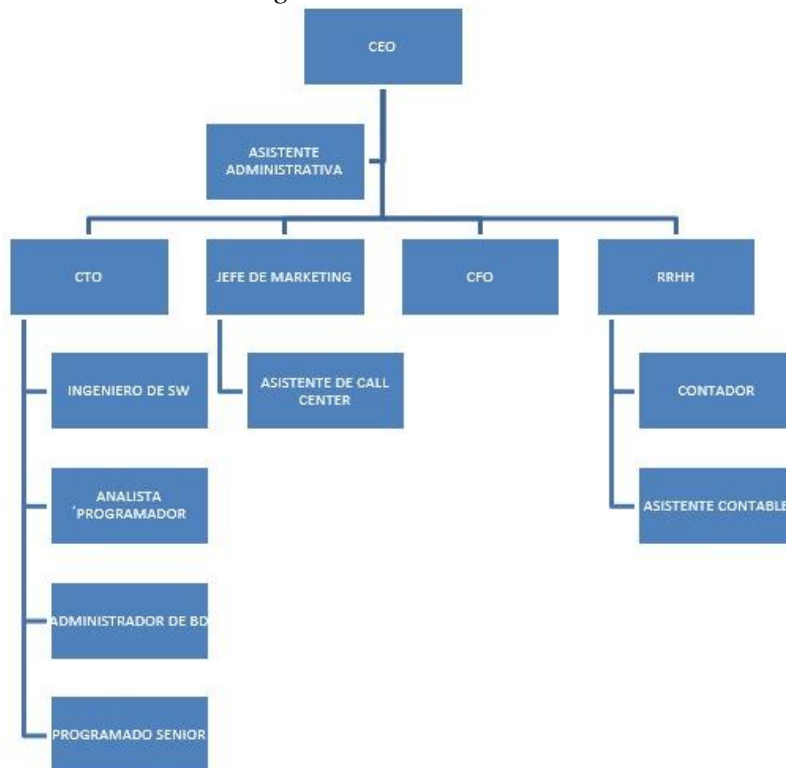 CEO
ASISTENTE
ADMINISTRATIVA
CTO
JEFE DE MARKETING
CFO
RRHH
INGENIERO DE SW
ASISTENTE DE CALL
CENTER
CONTADOR
ANALISTA
´PROGRAMADOR
ASISTENTE CONTABLE
ADMINISTRADOR DE BD
PROGRAMADO SENIOR